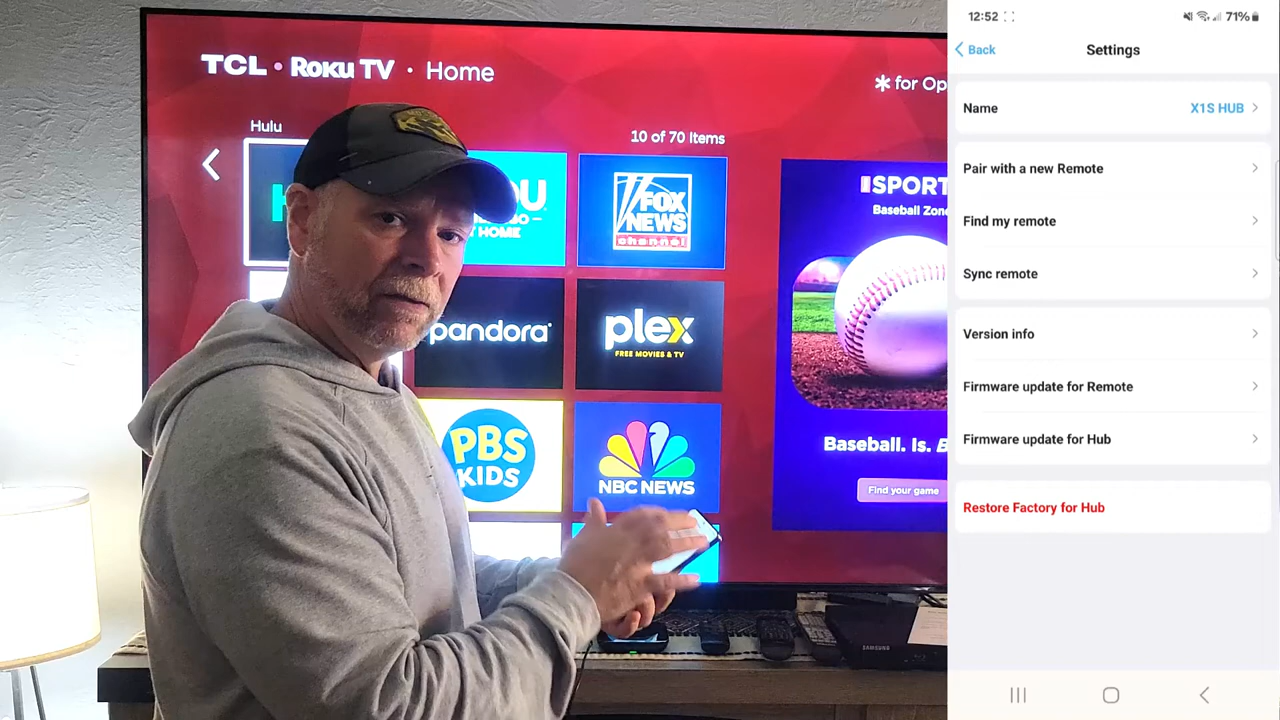 TCL • Roku TV • Home
* for Op
Hulu
10 of 70 Items
FOX
NEWS
channel
HOME
pandora
plex
FREE MOVIES & TV
PBS
KIDS
NBC NEWS
SPORT
Baseball Zone
Baseball. Is. B
Find your game
SAMSUNG
12:52
71%
Back
Settings
Name
X1S HUB
Pair with a new Remote
Find my remote
Sync remote
Version info
Firmware update for Remote
Firmware update for Hub
Restore Factory for Hub